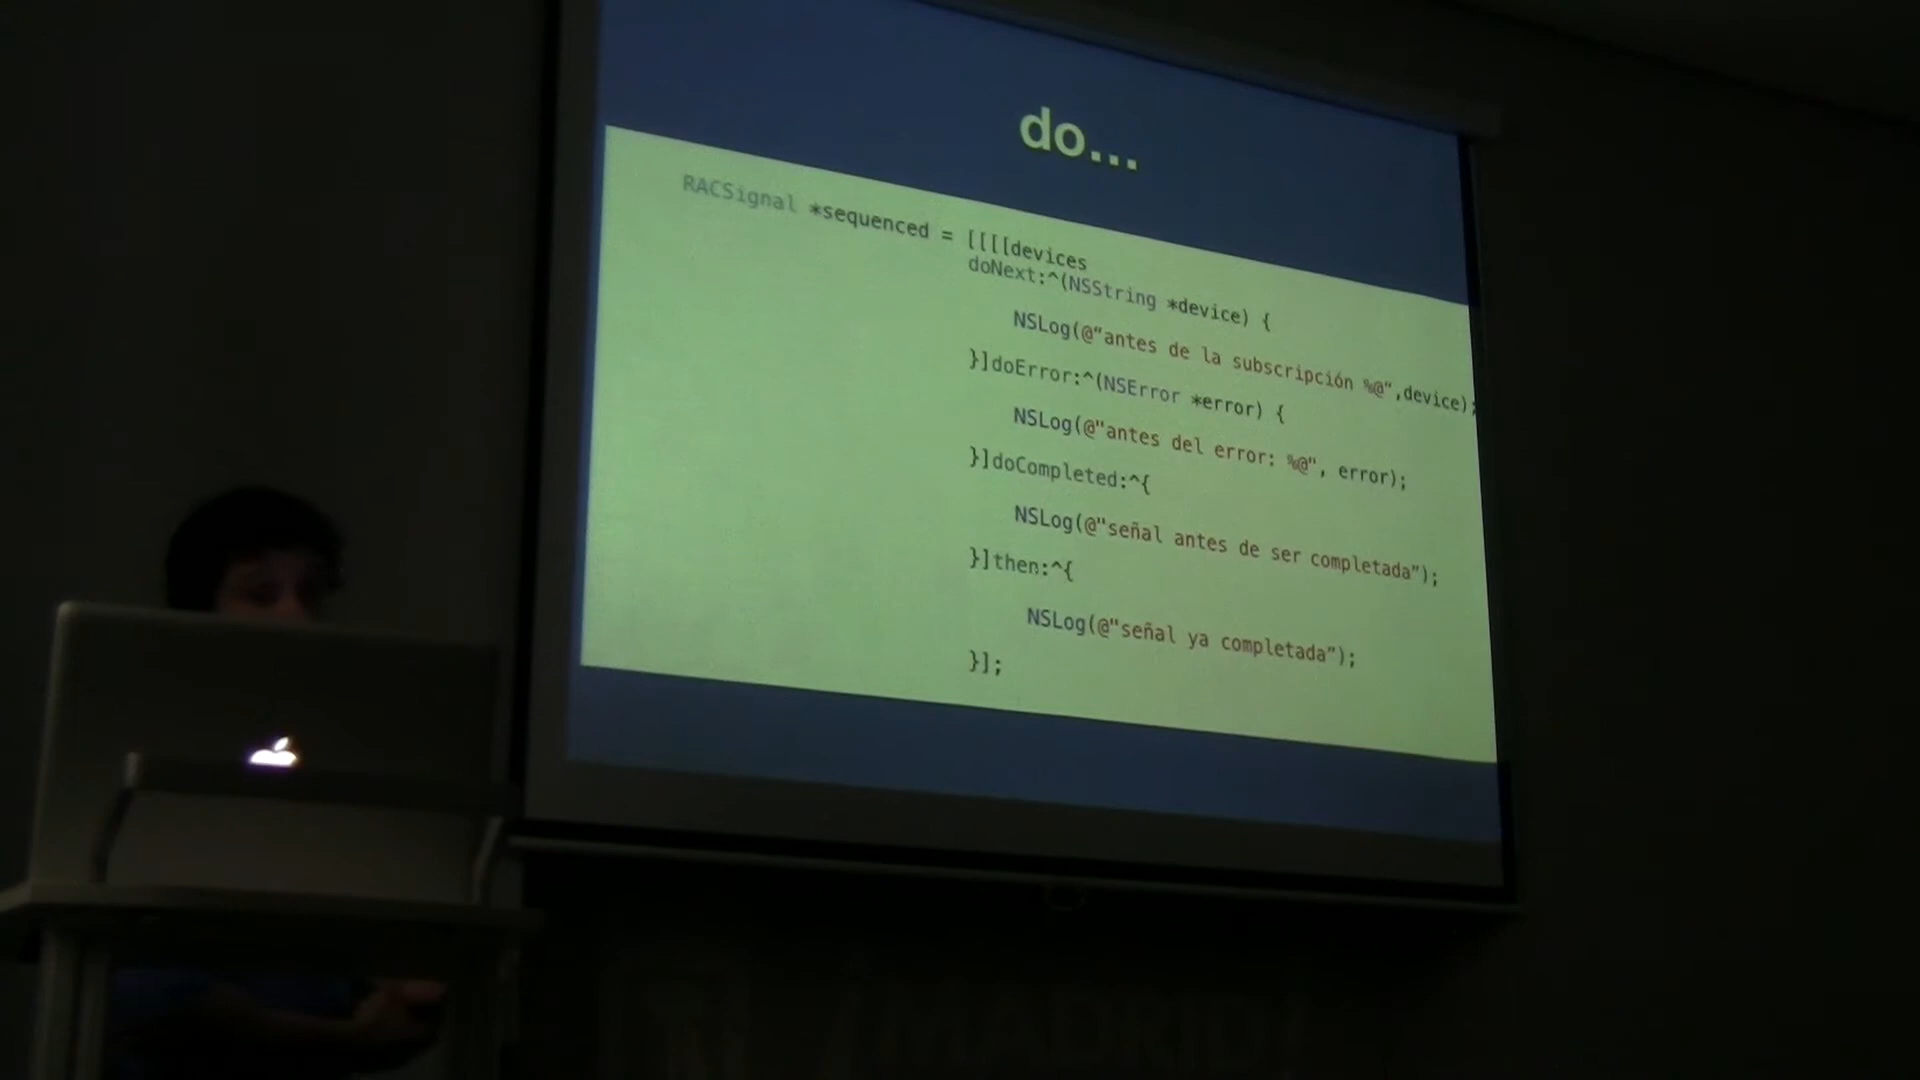 do...
RACSignal *sequenced = [[[[devices
doNext:^(NSString *device) {
NSLog(@"antes de la subscripción %@",device);
}]doError:^(NSError *error) {
NSLog(@"antes del error: %@", error);
}]doCompleted:^{
NSLog(@"señal antes de ser completada");
}]then:^{
NSLog(@"señal ya completada");
}];
¡MADRID!